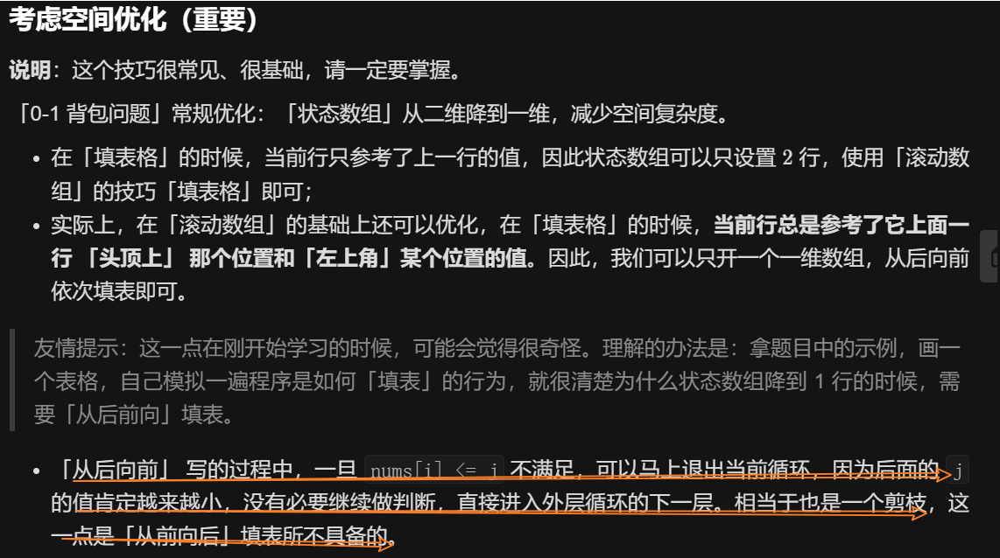 考虑空间优化（重要）
说明：这个技巧很常见、很基础，请一定要掌握。
「0-1 背包问题」常规优化：「状态数组」从二维降到一维，减少空间复杂度。
• 在「填表格」的时候，当前行只参考了上一行的值，因此状态数组可以只设置 2 行，使用「滚动数
组」的技巧「填表格」即可；
• 实际上，在「滚动数组」的基础上还可以优化，在「填表格」的时候，当前行总是参考了它上面一
行 「头顶上」 那个位置和「左上角」某个位置的值。因此，我们可以只开一个一维数组，从后向前
依次填表即可。
友情提示：这一点在刚开始学习的时候，可能会觉得很奇怪。理解的办法是：拿题目中的示例，画一
个表格，自己模拟一遍程序是如何「填表」的行为，就很清楚为什么状态数组降到 1 行的时候，需
要「从后前向」填表。
• 「从后向前」 写的过程中，一旦 nums[i] <= j 不满足，可以马上退出当前循环，因为后面的 j
的值肯定越来越小，没有必要继续做判断，直接进入外层循环的下一层。相当于也是一个剪枝，这
一点是「从前向后」填表所不具备的。